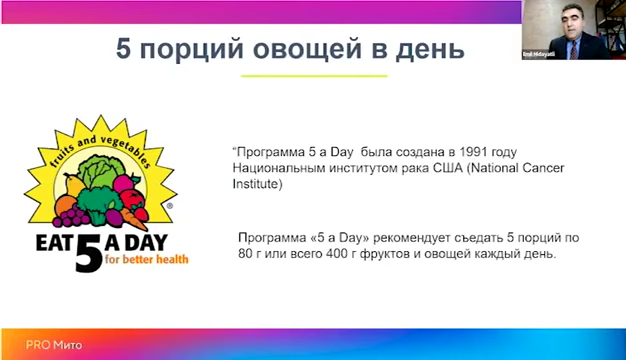 5 порций овощей в день
Emil Hidayatli
fruits and vegetables
EAT 5 A DAY
for better health
®
“Программа 5 a Day была создана в 1991 году
Национальным институтом рака США (National Cancer
Institute)
Программа «5 a Day» рекомендует съедать 5 порций по
80 г или всего 400 г фруктов и овощей каждый день.
PRO Мито